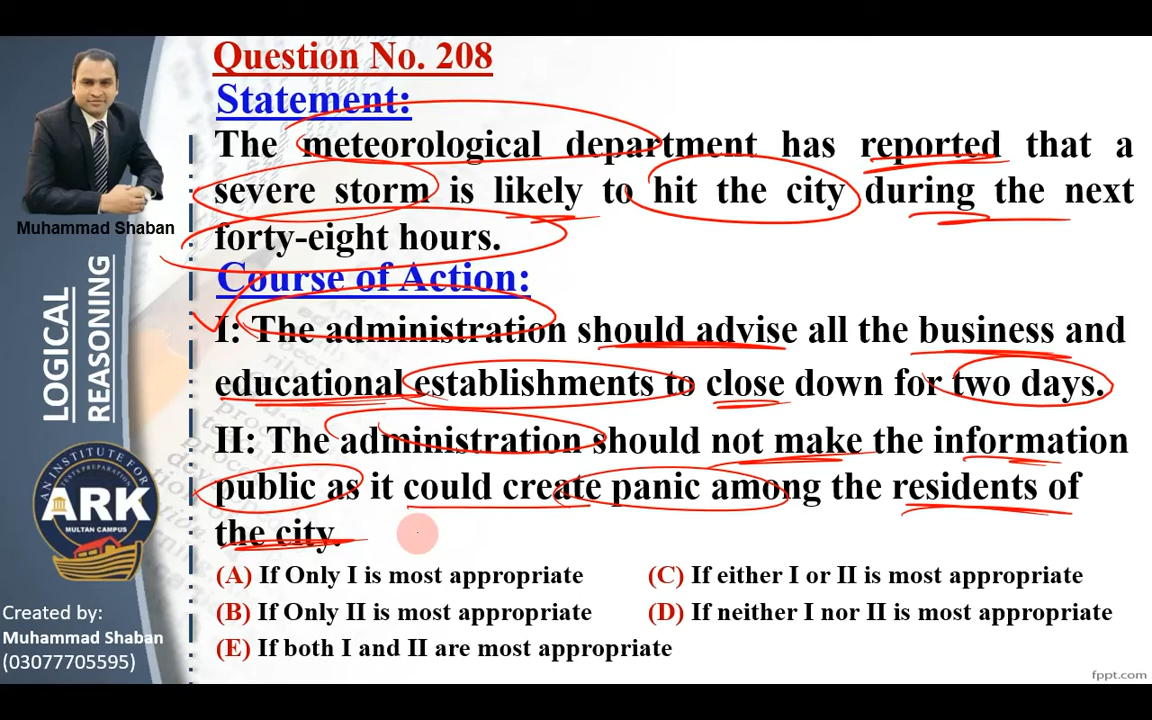 Question No. 208
Statement:
The meteorological department has reported that a
severe storm is likely to hit the city during the next
forty-eight hours.
Course of Action:
I: The administration should advise all the business and
educational establishments to close down for two days.
II: The administration should not make the information
public as it could create panic among the residents of
the city.
(A) If Only I is most appropriate
(C) If either I or II is most appropriate
(B) If Only II is most appropriate
(D) If neither I nor II is most appropriate
(E) If both I and II are most appropriate
Muhammad Shaban
LOGICAL
REASONING
AN INSTITUTE FOR
TESTS PREPARATION
ARK
MULTAN CAMPUS
Created by:
Muhammad Shaban
(03077705595)
fppt.com